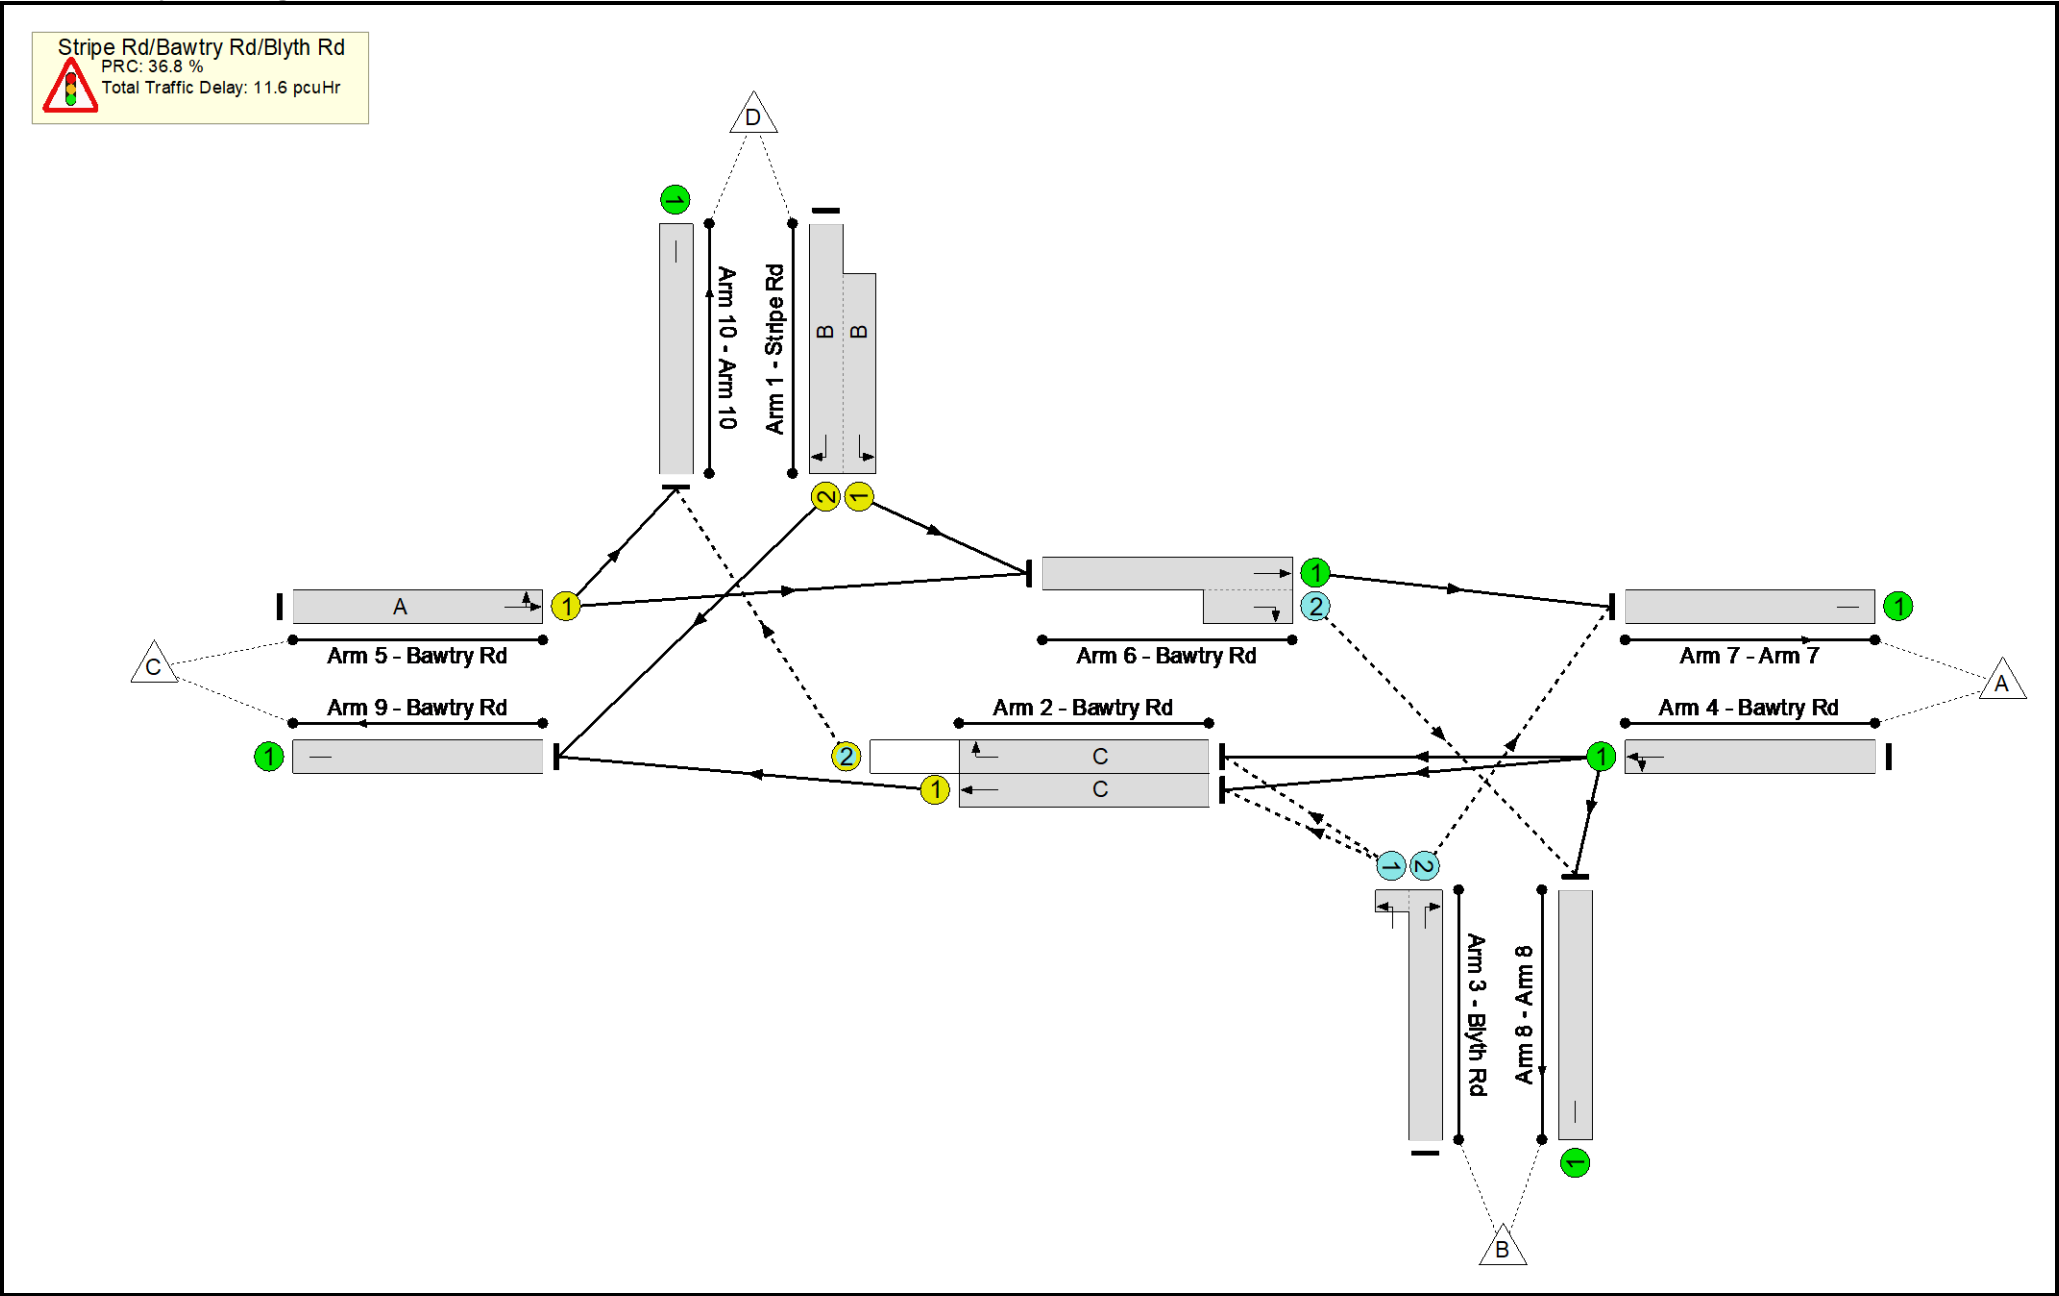 Stripe Rd/Bawtry Rd/Blyth Rd
PRC: 36.8 %
Total Traffic Delay: 11.6 pcuHr
D
1
Arm 10 - Arm 10
Arm 1 - Stripe Rd
B
B
2
1
A
1
Arm 5 - Bawtry Rd
1
2
Arm 6 - Bawtry Rd
1
Arm 7 - Arm 7
C
A
Arm 9 - Bawtry Rd
1
Arm 2 - Bawtry Rd
2
C
1
C
Arm 4 - Bawtry Rd
1
1
2
Arm 3 - Blyth Rd
Arm 8 - Arm 8
1
B